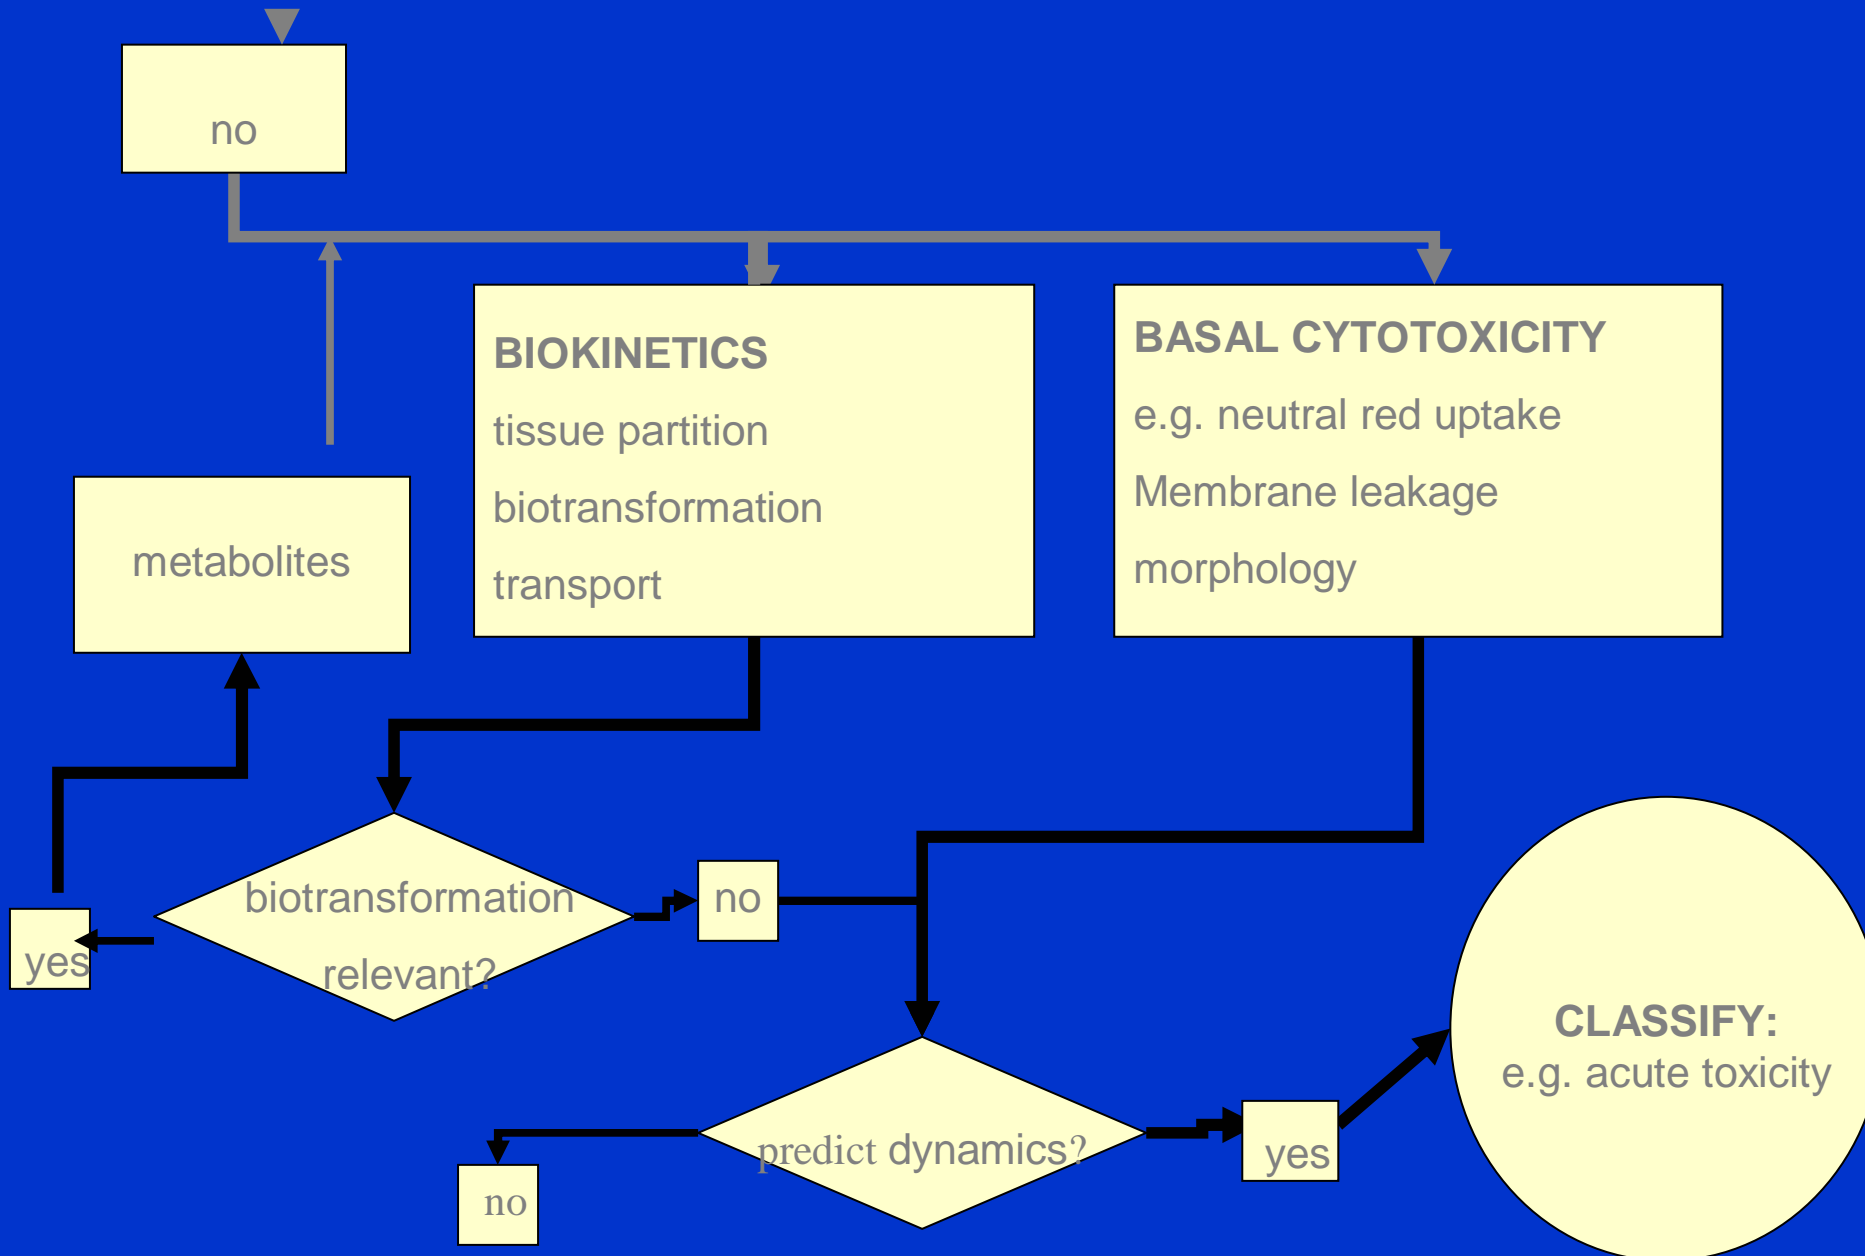 no
BIOKINETICS
tissue partition
biotransformation
transport
BASAL CYTOTOXICITY
e.g. neutral red uptake
Membrane leakage
morphology
metabolites
biotransformation
relevant?
no
yes
CLASSIFY:
e.g. acute toxicity
predict dynamics?
yes
no